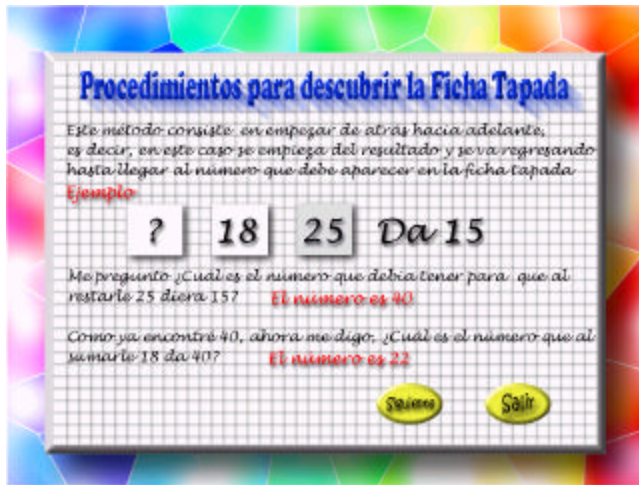 Procedimientos para descubrir la Ficha Tapada
Este método consiste en empezar de atrás hacia adelante,
es decir, en este caso se empieza del resultado y se va regresando
hasta llegar al número que debe aparecer en la ficha tapada
Ejemplo
? 18 25 Da 15
Me pregunto ¿Cuál es el número que debía tener para que al
restarle 25 diera 15? El número es 40
Como ya encontré 40, ahora me digo, ¿Cuál es el número que al
sumarle 18 da 40? El número es 22
Siguiente Salir